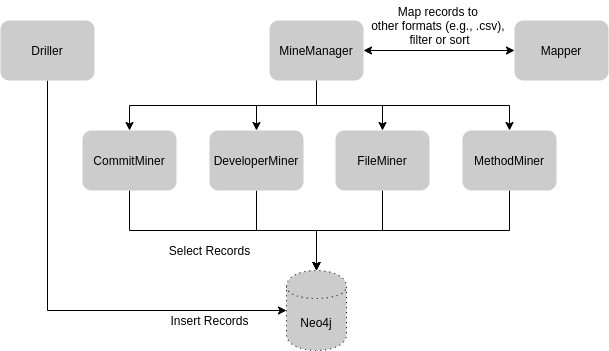 Map records to
other formats (e.g., .csv),
filter or sort
Driller
MineManager
Mapper
CommitMiner
DeveloperMiner
FileMiner
MethodMiner
Select Records
Insert Records
Neo4j